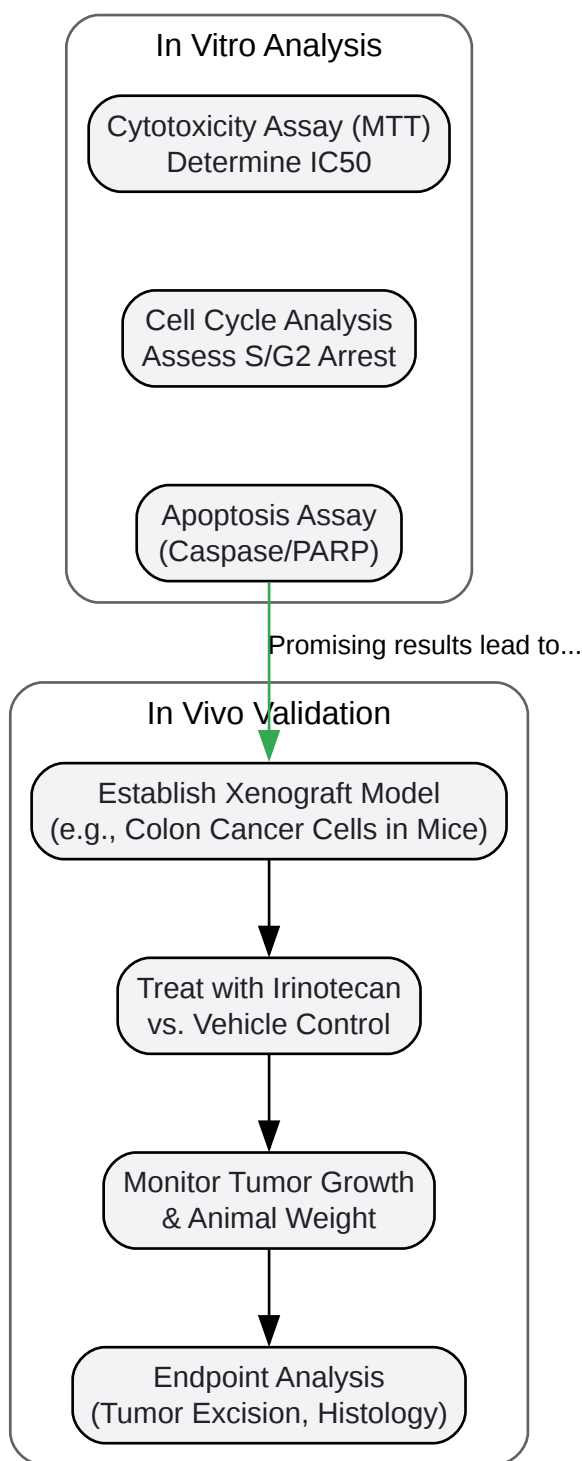 In Vitro Analysis
Cytotoxicity Assay (MTT)
Determine IC50
Cell Cycle Analysis
Assess S/G2 Arrest
Apoptosis Assay
(Caspase/PARP)
Promising results lead to...
In Vivo Validation
Establish Xenograft Model
(e.g., Colon Cancer Cells in Mice)
Treat with Irinotecan
vs. Vehicle Control
Monitor Tumor Growth
& Animal Weight
Endpoint Analysis
(Tumor Excision, Histology)